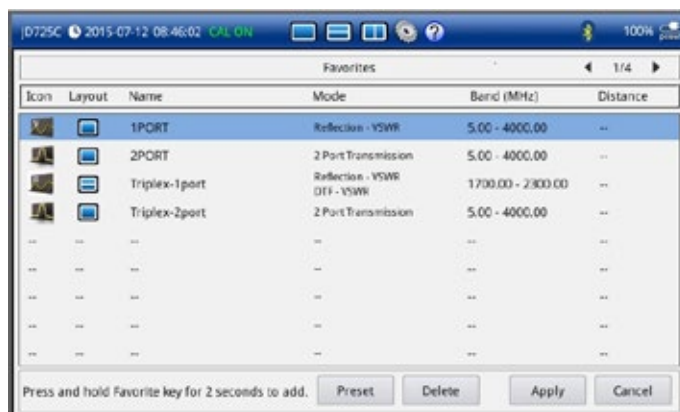 JD725C 2015-07-12 08:46:02 CAL ON ? 100%
Favorites 1/4
Icon Layout Name Mode Band (MHz) Distance
1PORT Reflection - VSWR 5.00 - 4000.00 --
2PORT 2 Port Transmission 5.00 - 4000.00 --
Triplex-1port Reflection - VSWR DTF - VSWR 1700.00 - 2300.00 --
Triplex-2port 2 Port Transmission 5.00 - 4000.00 --
-- -- -- -- -- --
-- -- -- -- -- --
-- -- -- -- -- --
-- -- -- -- -- --
-- -- -- -- -- --
Press and hold Favorite key for 2 seconds to add. Preset Delete Apply Cancel